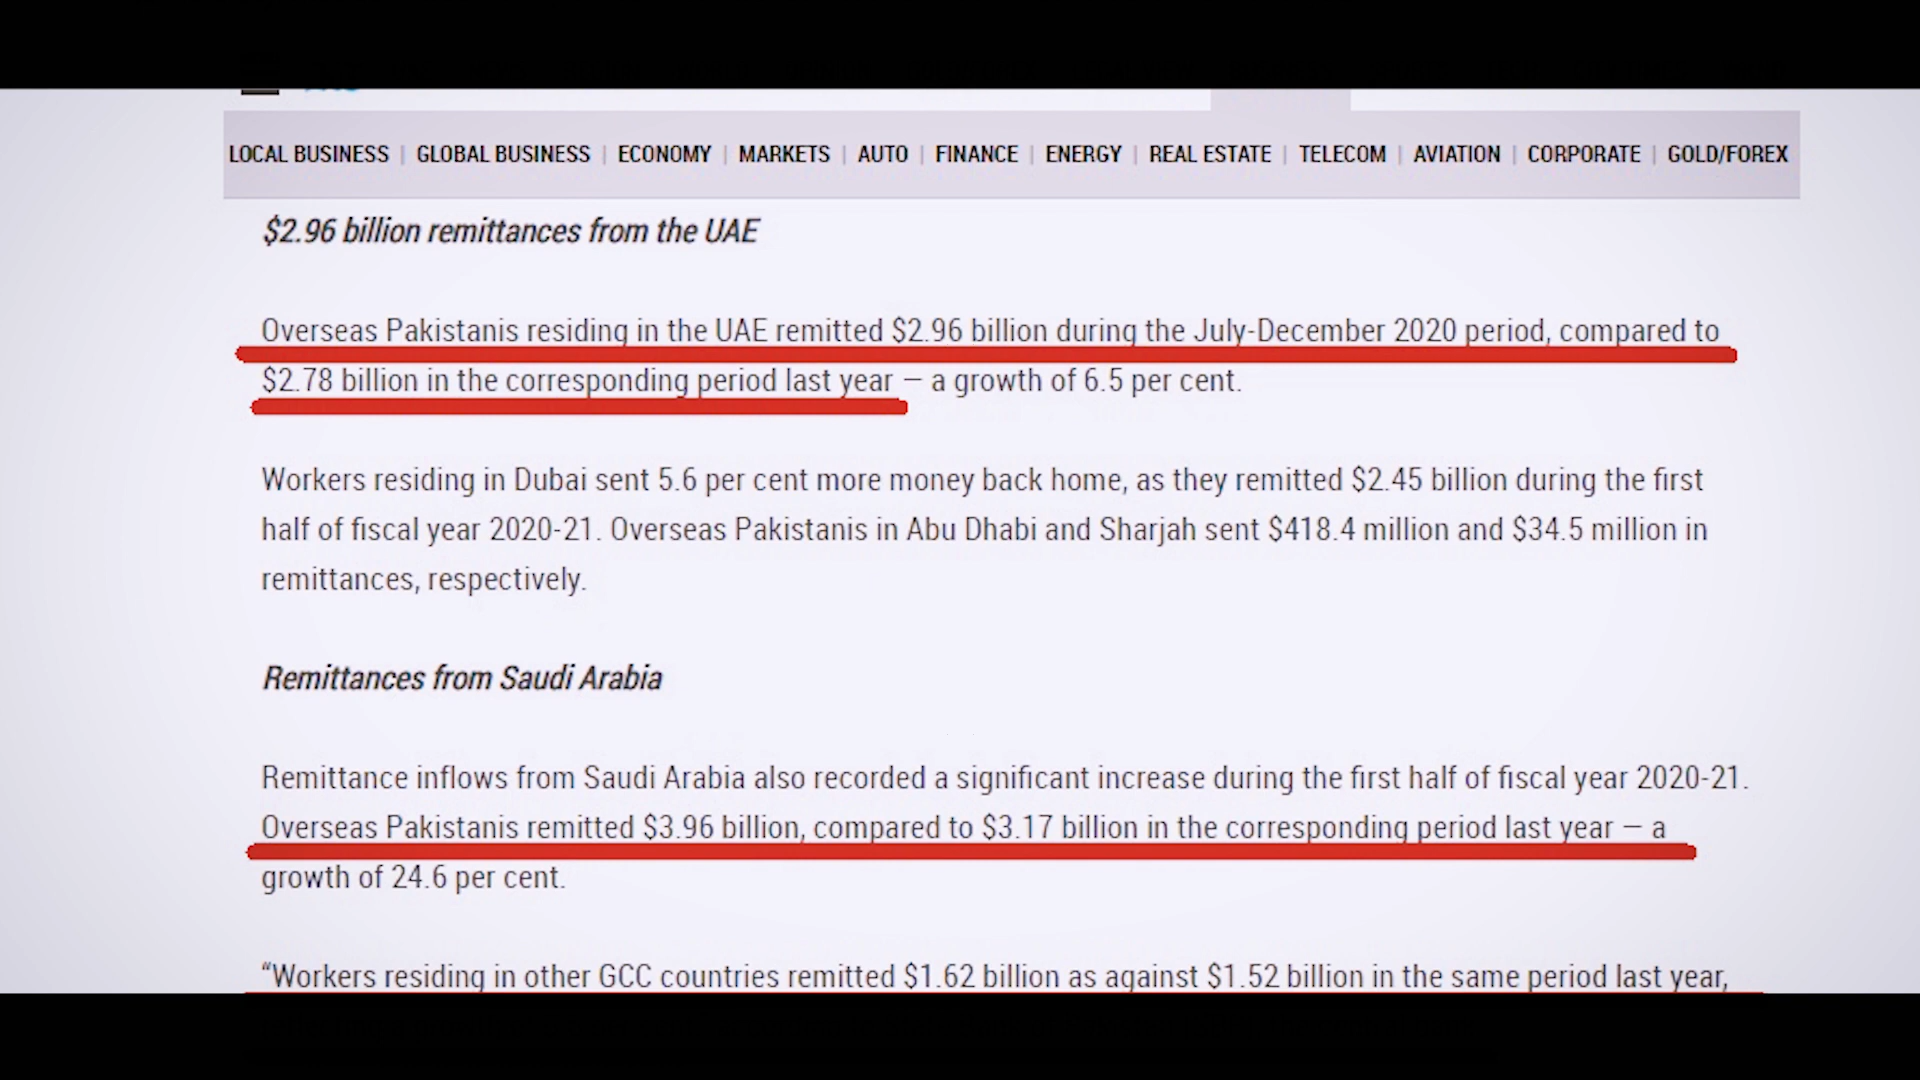 LOCAL BUSINESS | GLOBAL BUSINESS | ECONOMY | MARKETS | AUTO | FINANCE | ENERGY | REAL ESTATE | TELECOM | AVIATION | CORPORATE | GOLD/FOREX
$2.96 billion remittances from the UAE
Overseas Pakistanis residing in the UAE remitted $2.96 billion during the July-December 2020 period, compared to
$2.78 billion in the corresponding period last year — a growth of 6.5 per cent.
Workers residing in Dubai sent 5.6 per cent more money back home, as they remitted $2.45 billion during the first
half of fiscal year 2020-21. Overseas Pakistanis in Abu Dhabi and Sharjah sent $418.4 million and $34.5 million in
remittances, respectively.
Remittances from Saudi Arabia
Remittance inflows from Saudi Arabia also recorded a significant increase during the first half of fiscal year 2020-21.
Overseas Pakistanis remitted $3.96 billion, compared to $3.17 billion in the corresponding period last year — a
growth of 24.6 per cent.
“Workers residing in other GCC countries remitted $1.62 billion as against $1.52 billion in the same period last year,